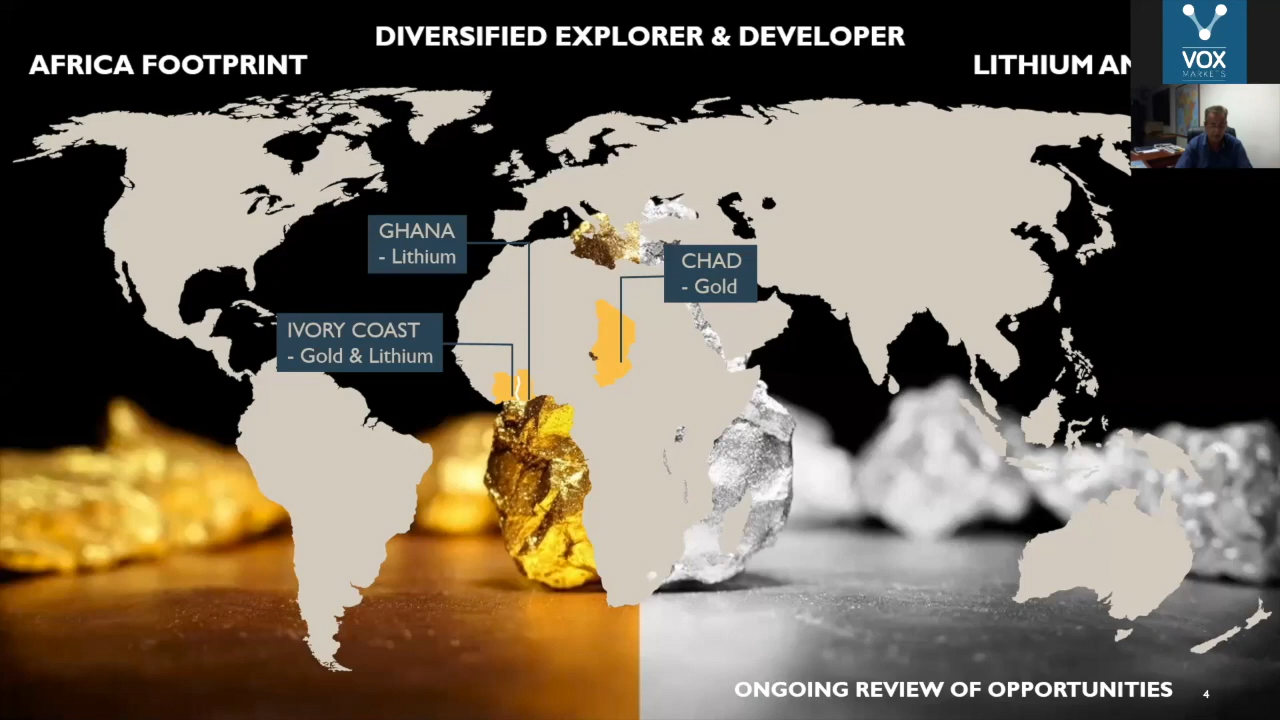 DIVERSIFIED EXPLORER & DEVELOPER
AFRICA FOOTPRINT
LITHIUM AN
VOX
MARKETS
GHANA
- Lithium
CHAD
- Gold
IVORY COAST
- Gold & Lithium
ONGOING REVIEW OF OPPORTUNITIES
4